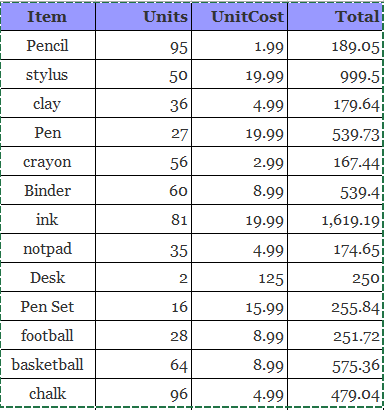 Item Units UnitCost Total
Pencil 95 1.99 189.05
stylus 50 19.99 999.5
clay 36 4.99 179.64
Pen 27 19.99 539.73
crayon 56 2.99 167.44
Binder 60 8.99 539.4
ink 81 19.99 1,619.19
notpad 35 4.99 174.65
Desk 2 125 250
Pen Set 16 15.99 255.84
football 28 8.99 251.72
basketball 64 8.99 575.36
chalk 96 4.99 479.04